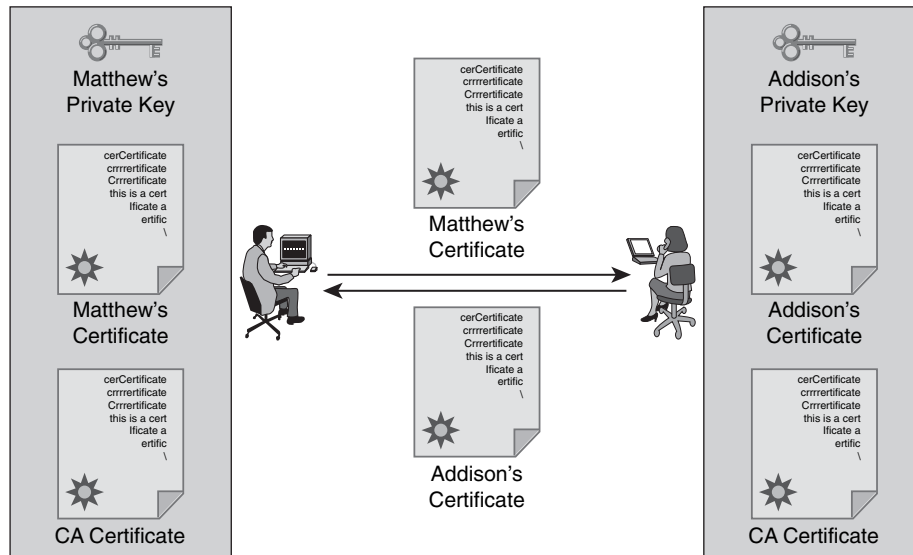 Matthew's
Private Key
cerCertificate
crrrrertificate
Crrrertificate
this is a cert
Ificate a
ertific
\
Matthew's
Certificate
cerCertificate
crrrrertificate
Crrrertificate
this is a cert
Ificate a
ertific
\
CA Certificate
cerCertificate
crrrrertificate
Crrrertificate
this is a cert
Ificate a
ertific
\
Matthew's
Certificate
cerCertificate
crrrrertificate
Crrrertificate
this is a cert
Ificate a
ertific
\
Addison's
Certificate
Addison's
Private Key
cerCertificate
crrrrertificate
Crrrertificate
this is a cert
Ificate a
ertific
\
Addison's
Certificate
cerCertificate
crrrrertificate
Crrrertificate
this is a cert
Ificate a
ertific
\
CA Certificate